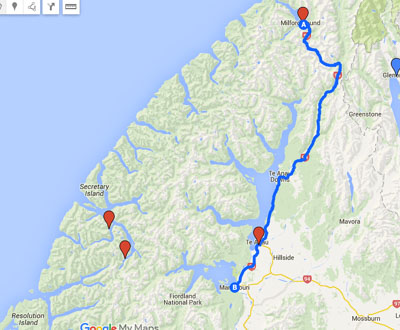 Milford Sound
Glen
Greenstone
Te Anau
Downs
Secretary
Island
Mavora
Te Anau
Hillside
Manapouri
B
94
Fiordland
National Park
Mossburn
Resolution
Island
Google My Maps